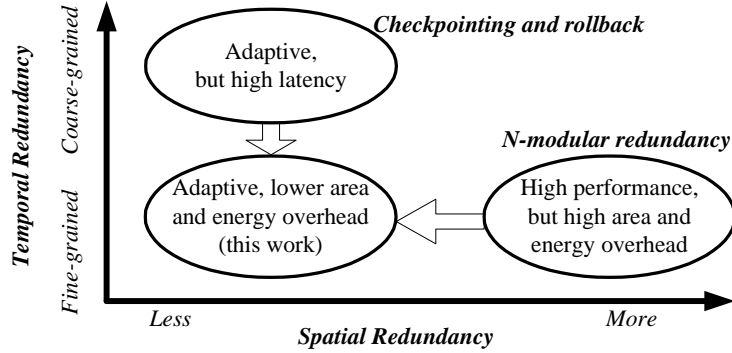 Checkpointing and rollback
Adaptive,
but high latency
Temporal Redundancy
Coarse-grained
Fine-grained
N-modular redundancy
Adaptive, lower area
and energy overhead
(this work)
High performance,
but high area and
energy overhead
Less
More
Spatial Redundancy